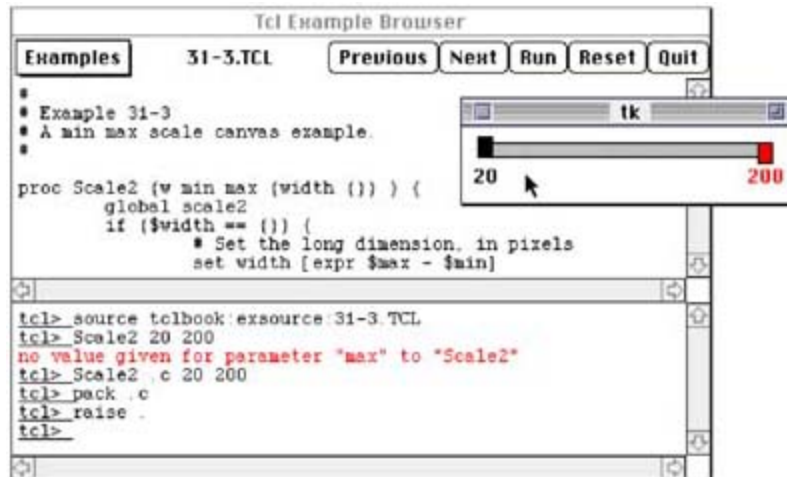 Tcl Example Browser
Examples 31-3.TCL Previous Next Run Reset Quit
#
# Example 31-3
# A min max scale canvas example.
#
proc Scale2 {w min max {width {}} } {
global scale2
if {$width == {}} {
# Set the long dimension, in pixels
set width [expr $max - $min]
tk
20 200
tcl> source tclbook:exsource:31-3.TCL
tcl> Scale2 20 200
no value given for parameter "max" to "Scale2"
tcl> Scale2 .c 20 200
tcl> pack .c
tcl> raise .
tcl>